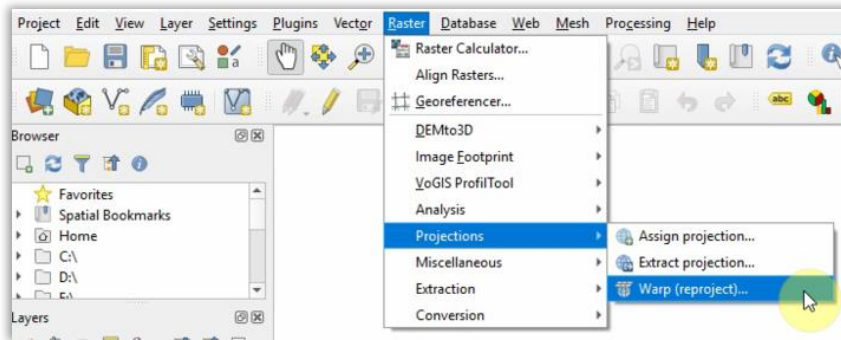 Project Edit View Layer Settings Plugins Vector Raster Database Web Mesh Processing Help
Raster Calculator...
Align Rasters...
Georeferencer...
abc
Browser
DEMto3D
Image Footprint
Favorites
VoGIS ProfilTool
Spatial Bookmarks
Analysis
Home
Projections
Assign projection...
C:\
Miscellaneous
Extract projection...
D:\
Extraction
Warp (reproject)...
Layers
Conversion